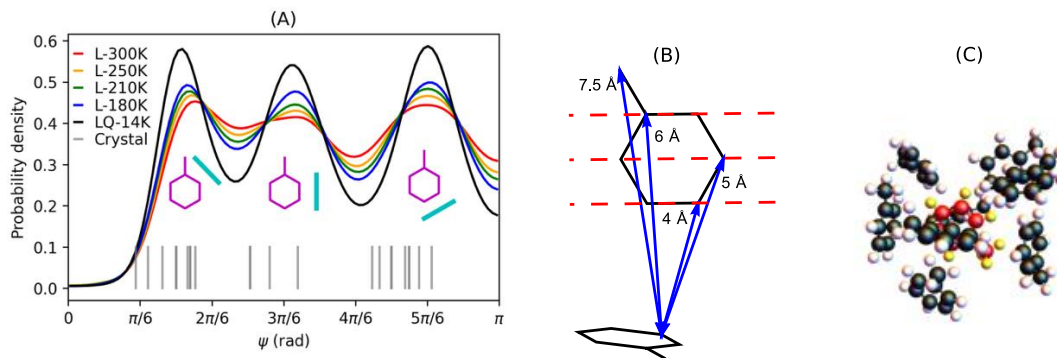 (A)
Probability density
0.6
0.5
0.4
0.3
0.2
0.1
0.0
L-300K
L-250K
L-210K
L-180K
LQ-14K
Crystal
0
π/6
2π/6
3π/6
4π/6
5π/6
π
ψ (rad)
(B)
7.5 Å
6 Å
5 Å
4 Å
(C)